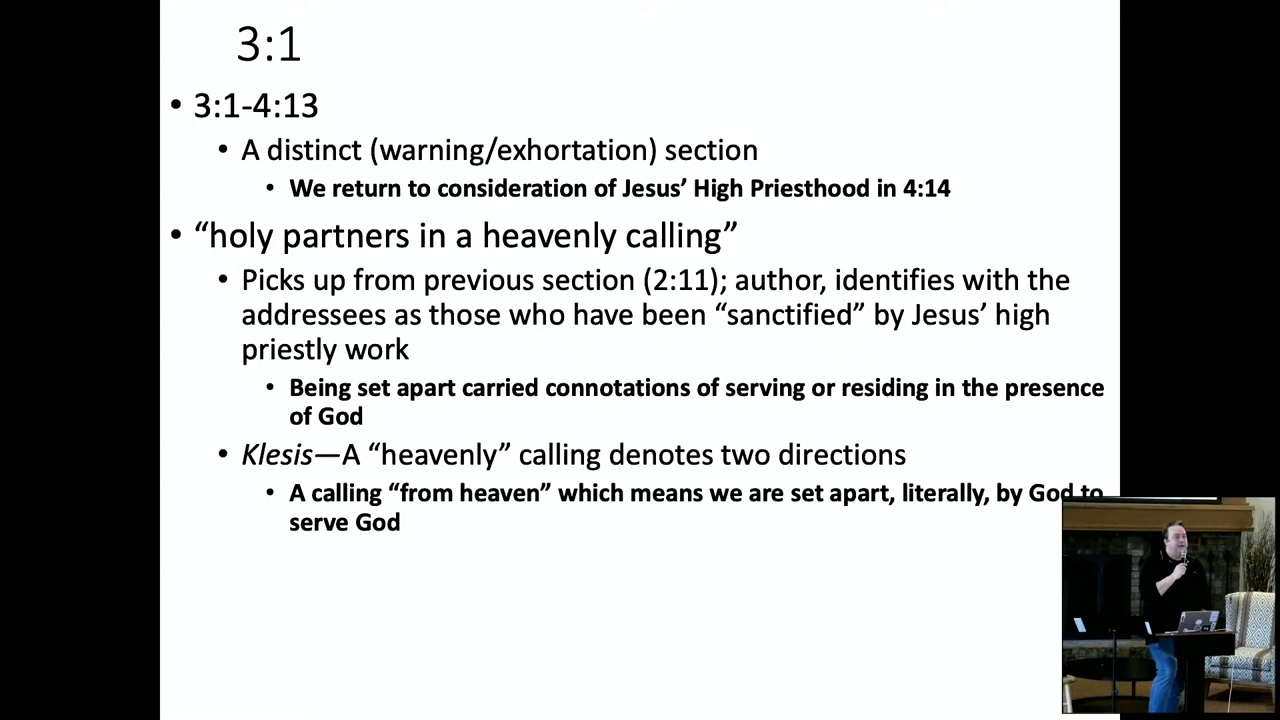 3:1
• 3:1-4:13
• A distinct (warning/exhortation) section
• We return to consideration of Jesus’ High Priesthood in 4:14
• “holy partners in a heavenly calling”
• Picks up from previous section (2:11); author, identifies with the
addressees as those who have been “sanctified” by Jesus’ high
priestly work
• Being set apart carried connotations of serving or residing in the presence
of God
• Klesis—A “heavenly” calling denotes two directions
• A calling “from heaven” which means we are set apart, literally, by God to
serve God